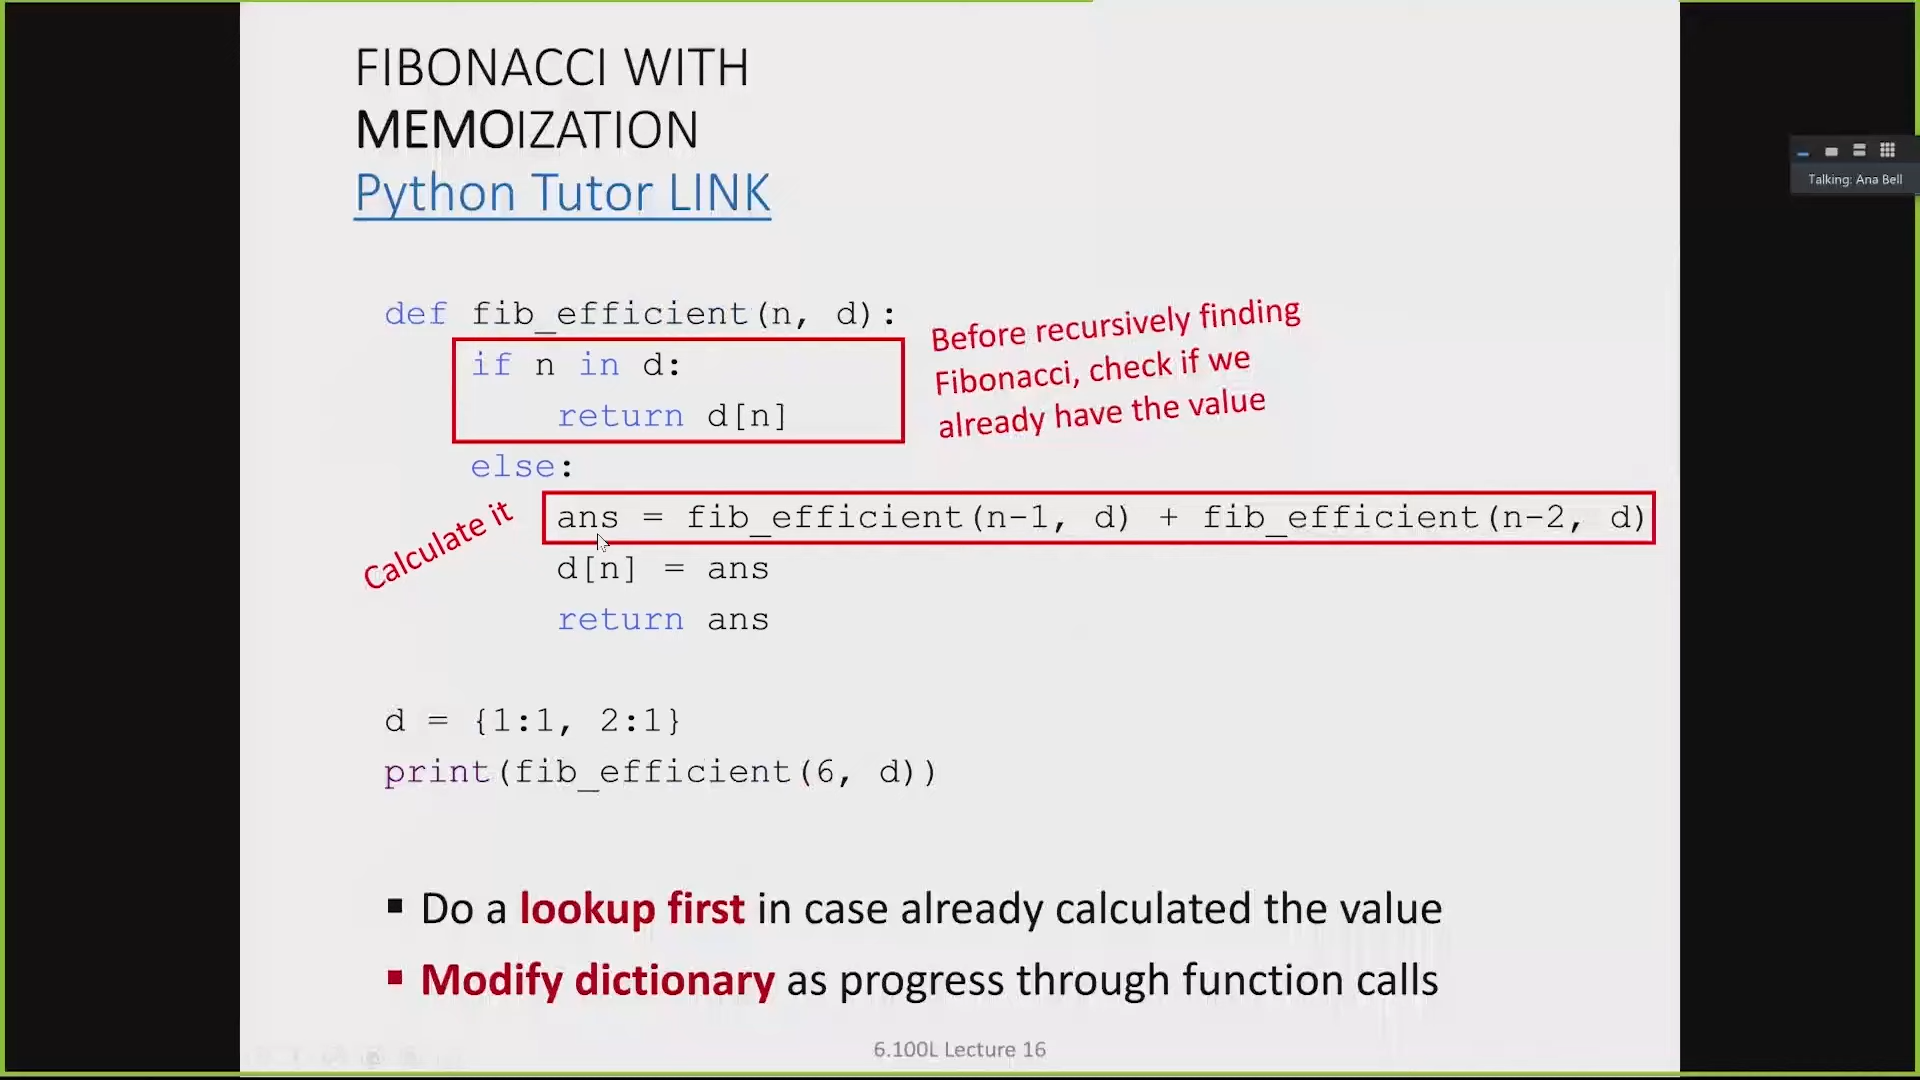 FIBONACCI WITH
MEMOIZATION
Python Tutor LINK
Talking: Ana Bell
def fib_efficient(n, d):
if n in d:
return d[n]
else:
ans = fib_efficient(n-1, d) + fib_efficient(n-2, d)
d[n] = ans
return ans
Before recursively finding
Fibonacci, check if we
already have the value
Calculate it
d = {1:1, 2:1}
print(fib_efficient(6, d))
▪ Do a lookup first in case already calculated the value
▪ Modify dictionary as progress through function calls
6.100L Lecture 16